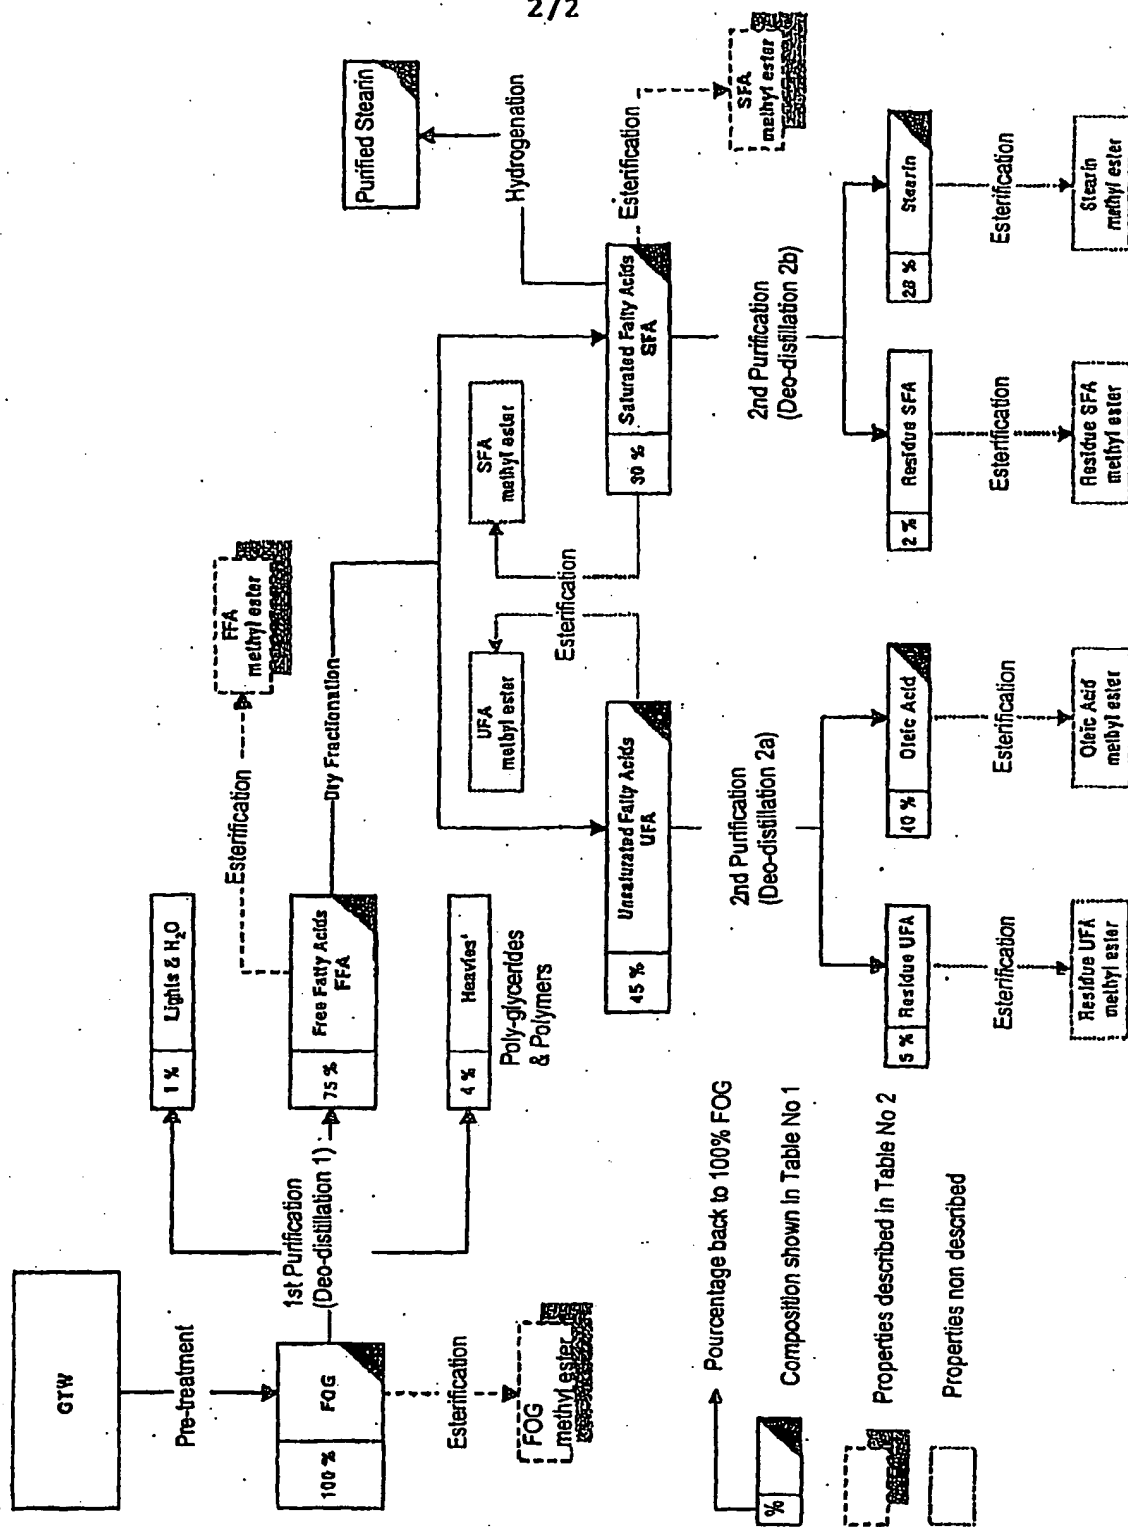 2/2
GTW
Pre-treatment
100 %
FOG
Esterification
FOG
methyl ester
1st Purification
(Deo-distillation 1)
1 %
Lights & H₂O
75 %
Free Fatty Acids
FFA
4 %
Heavies'
Poly-glycerides
& Polymers
Esterification
FFA
methyl ester
Dry Fractionation
45 %
Unsaturated Fatty Acids
UFA
UFA
methyl ester
Esterification
SFA
methyl ester
30 %
Saturated Fatty Acids
SFA
Hydrogenation
Purified Stearin
Esterification
SFA
methyl ester
2nd Purification
(Deo-distillation 2a)
5 %
Residue UFA
Esterification
Residue UFA
methyl ester
40 %
Oleic Acid
Esterification
Oleic Acid
methyl ester
2nd Purification
(Deo-distillation 2b)
2 %
Residue SFA
Esterification
Residue SFA
methyl ester
28 %
Stearin
Esterification
Stearin
methyl ester
Pourcentage back to 100% FOG
%
Composition shown in Table No 1
Properties described in Table No 2
Properties non described